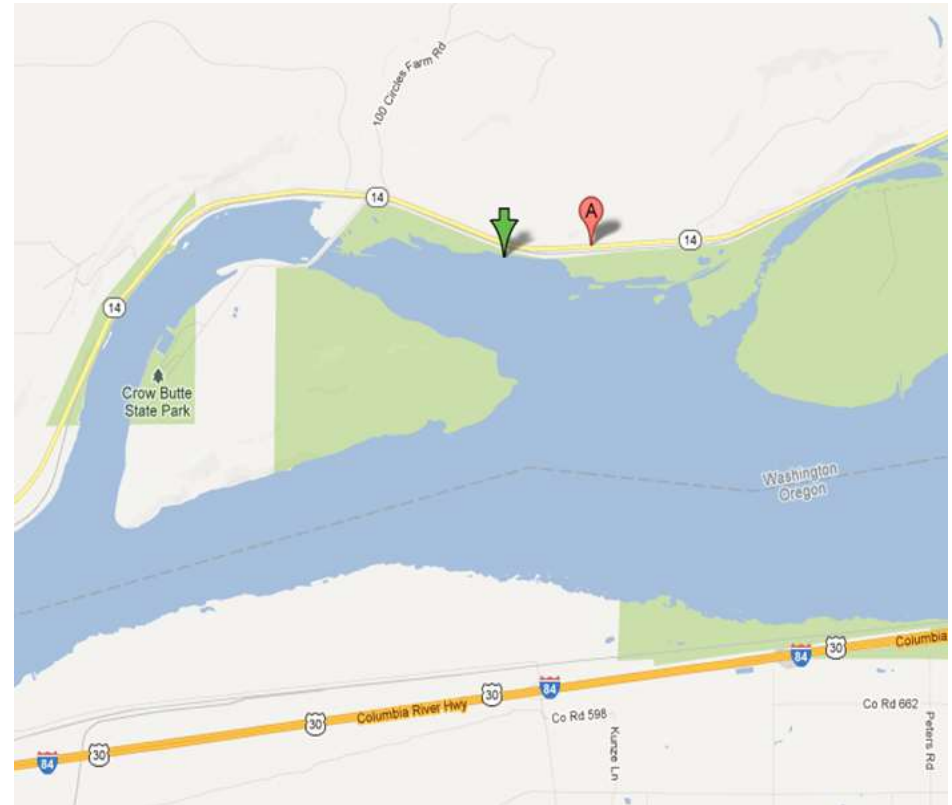 100 Circles Farm Rd
14
A
14
14
14
Crow Butte
State Park
Washington
Oregon
Columbia
30
84
30
84
Columbia River Hwy
30
30
84
Co Rd 598
Co Rd 662
Kunze Ln
Peters Rd